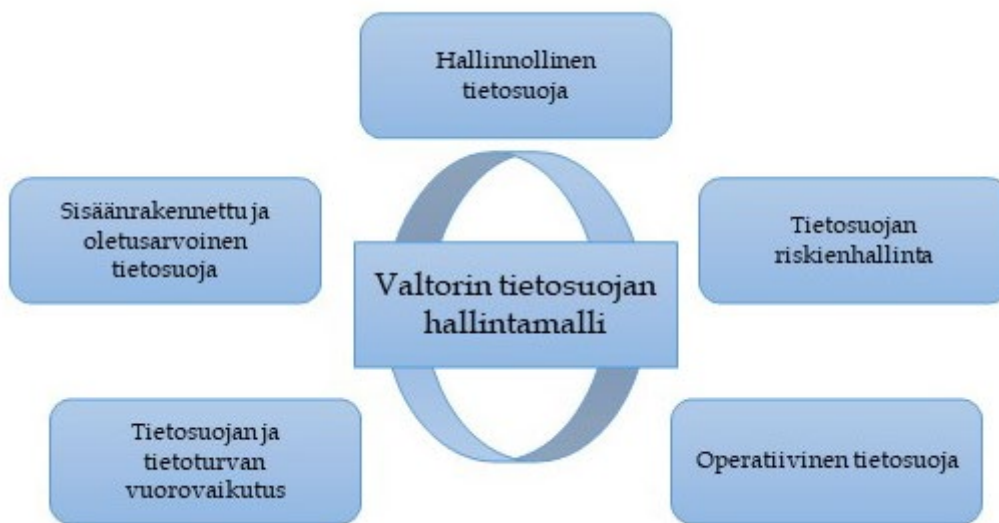 Hallinnollinen
tietosuoja
Sisäänrakennettu ja
oletusarvoinen
tietosuoja
Tietosuojan
riskienhallinta
Valtorin tietosuojan
hallintamalli
Tietosuojan ja
tietoturvan
vuorovaikutus
Operatiivinen tietosuoja